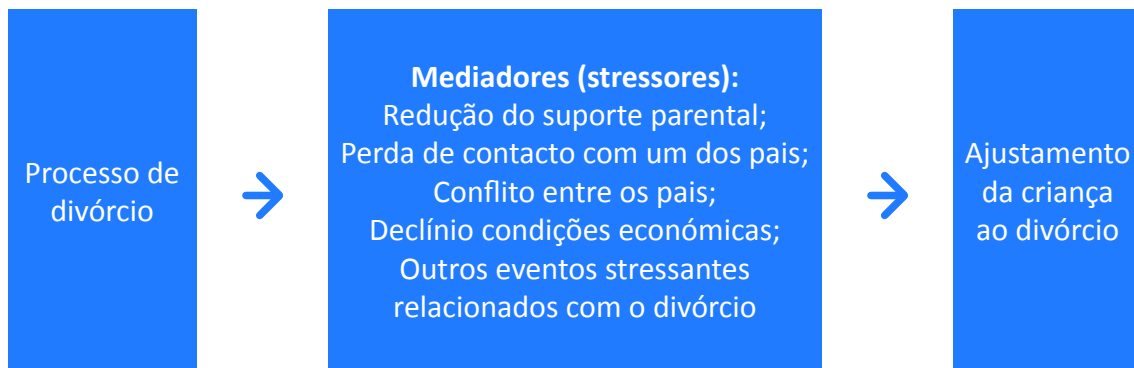 Processo de
divórcio
Mediadores (stressores):
Redução do suporte parental;
Perda de contacto com um dos pais;
Conflito entre os pais;
Declínio condições económicas;
Outros eventos stressantes
relacionados com o divórcio
Ajustamento
da criança
ao divórcio